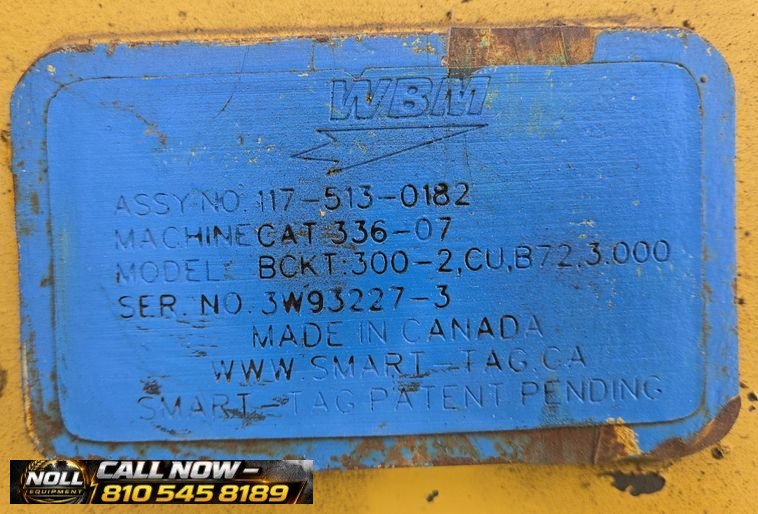 WBM
ASSY NO. 117-513-0182
MACHINE CAT 336-07
MODEL: BCKT:300-2,CU,B72,3.000
SER. NO. 3W93227-3
MADE IN CANADA
WWW.SMART-TAG.CA
SMART-TAG PATENT PENDING
NOLL
EQUIPMENT
CALL NOW -
810 545 8189